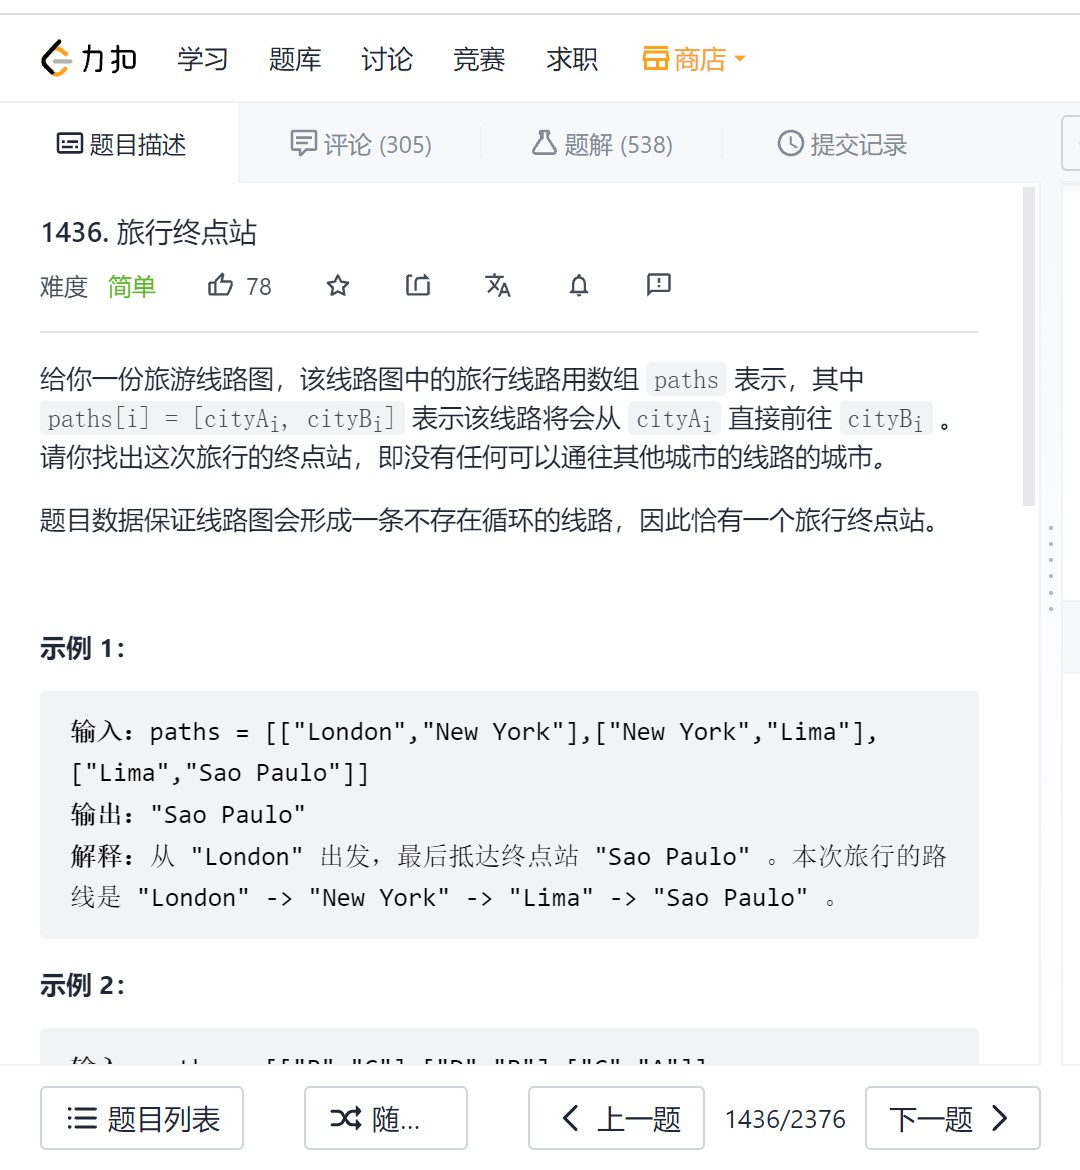 力扣 学习 题库 讨论 竞赛 求职 商店
题目描述 评论 (305) 题解 (538) 提交记录
1436. 旅行终点站
难度 简单 78
给你一份旅游线路图，该线路图中的旅行线路用数组 paths 表示，其中
paths[i] = [cityAi, cityBi] 表示该线路将会从 cityAi 直接前往 cityBi 。
请你找出这次旅行的终点站，即没有任何可以通往其他城市的线路的城市。
题目数据保证线路图会形成一条不存在循环的线路，因此恰有一个旅行终点站。
示例 1：
输入：paths = [["London","New York"],["New York","Lima"],
["Lima","Sao Paulo"]]
输出："Sao Paulo"
解释：从 "London" 出发，最后抵达终点站 "Sao Paulo" 。本次旅行的路
线是 "London" -> "New York" -> "Lima" -> "Sao Paulo" 。
示例 2：
题目列表 随... 上一题 1436/2376 下一题